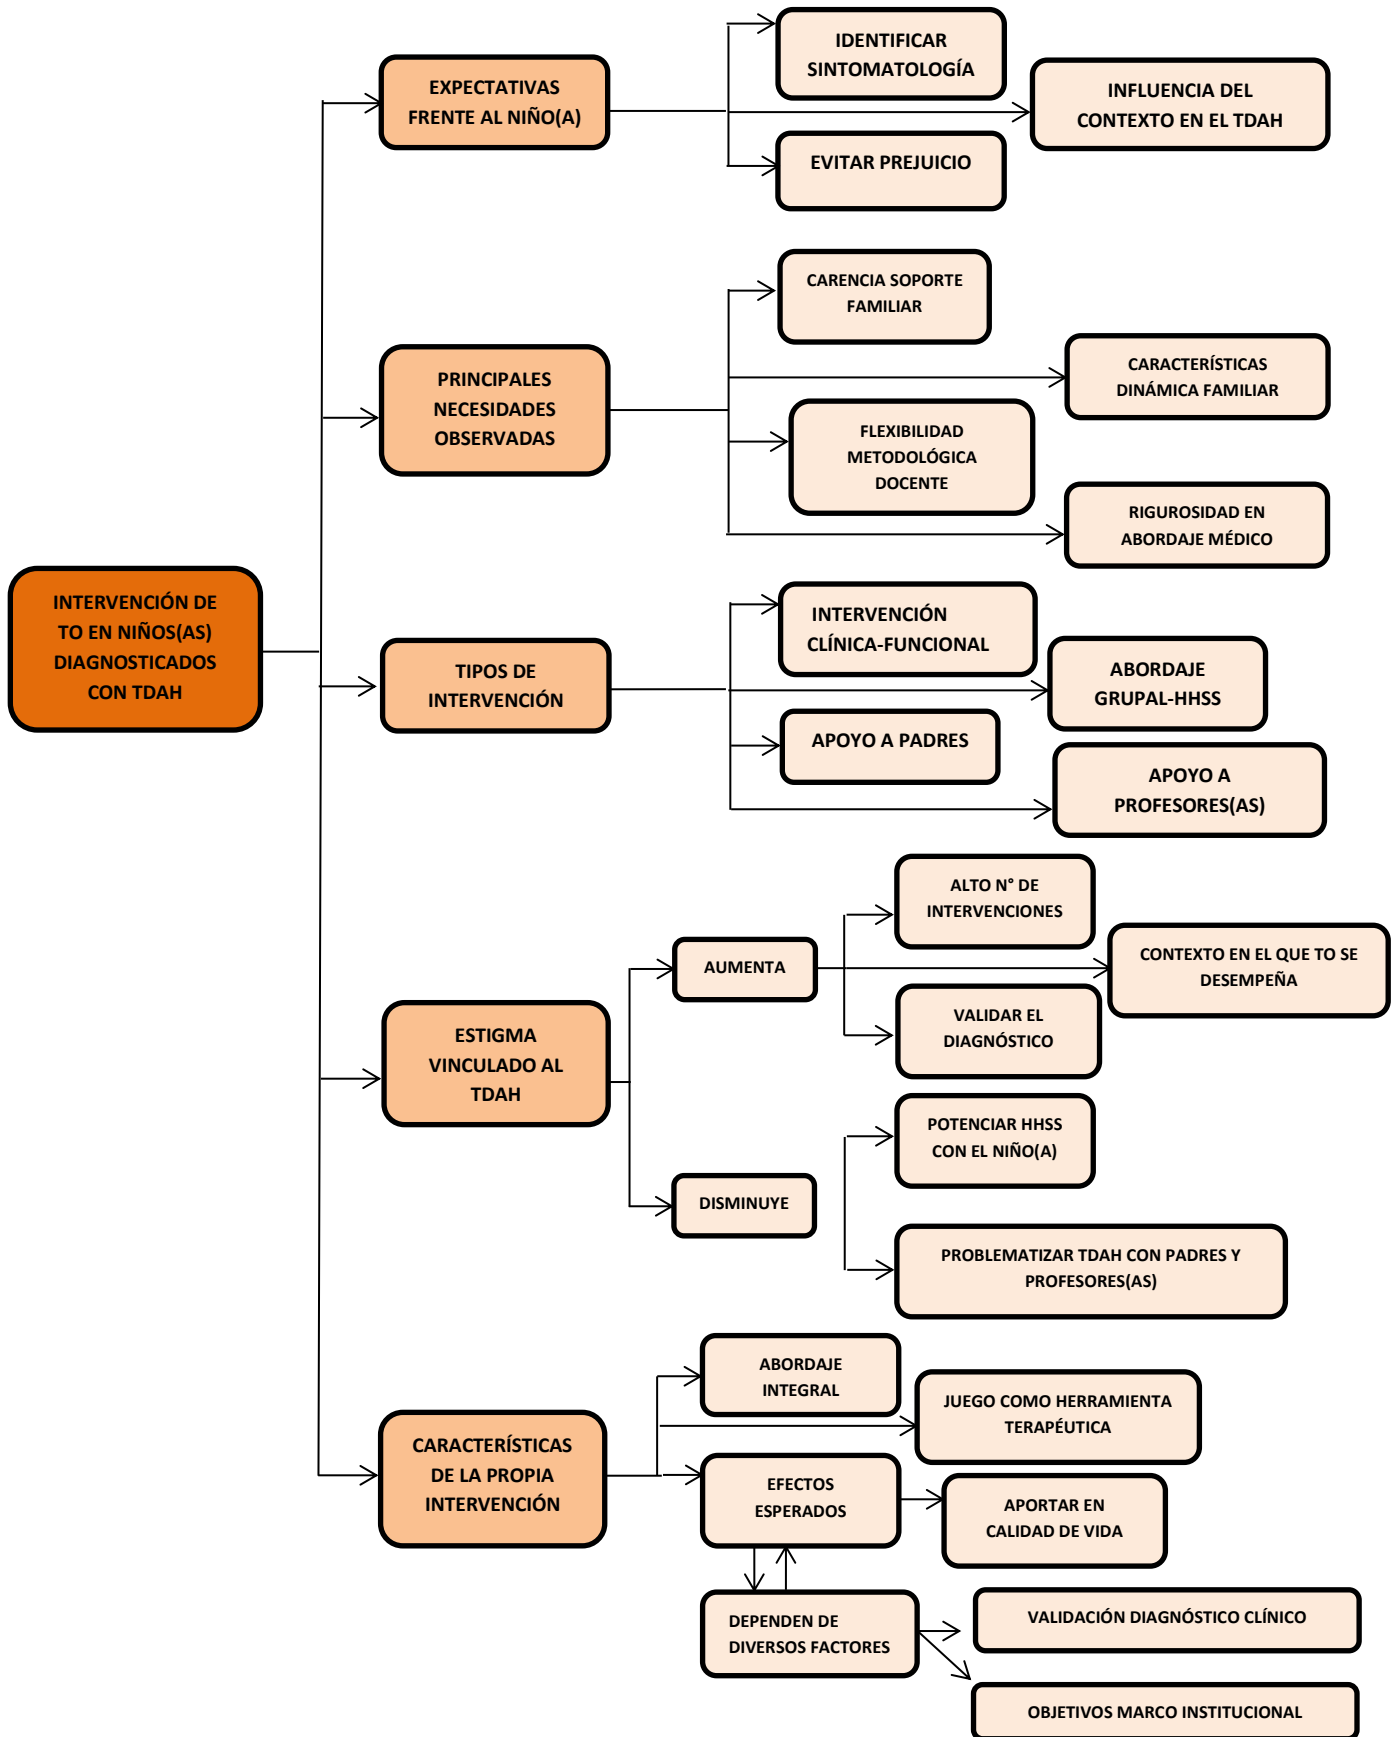 IDENTIFICAR
SINTOMATOLOGÍA
EXPECTATIVAS
FRENTE AL NIÑO(A)
INFLUENCIA DEL
CONTEXTO EN EL TDAH
EVITAR PREJUICIO
CARENCIA SOPORTE
FAMILIAR
PRINCIPALES
NECESIDADES
OBSERVADAS
CARACTERÍSTICAS
DINÁMICA FAMILIAR
FLEXIBILIDAD
METODOLÓGICA
DOCENTE
RIGUROSIDAD EN
ABORDAJE MÉDICO
INTERVENCIÓN DE
TO EN NIÑOS(AS)
DIAGNOSTICADOS
CON TDAH
INTERVENCIÓN
CLÍNICA-FUNCIONAL
TIPOS DE
INTERVENCIÓN
ABORDAJE
GRUPAL-HHSS
APOYO A PADRES
APOYO A
PROFESORES(AS)
ALTO N° DE
INTERVENCIONES
AUMENTA
CONTEXTO EN EL QUE TO SE
DESEMPEÑA
VALIDAR EL
DIAGNÓSTICO
ESTIGMA
VINCULADO AL
TDAH
POTENCIAR HHSS
CON EL NIÑO(A)
DISMINUYE
PROBLEMATIZAR TDAH CON PADRES Y
PROFESORES(AS)
ABORDAJE
INTEGRAL
JUEGO COMO HERRAMIENTA
TERAPÉUTICA
CARACTERÍSTICAS
DE LA PROPIA
INTERVENCIÓN
EFECTOS
ESPERADOS
APORTAR EN
CALIDAD DE VIDA
DEPENDEN DE
DIVERSOS FACTORES
VALIDACIÓN DIAGNÓSTICO CLÍNICO
OBJETIVOS MARCO INSTITUCIONAL